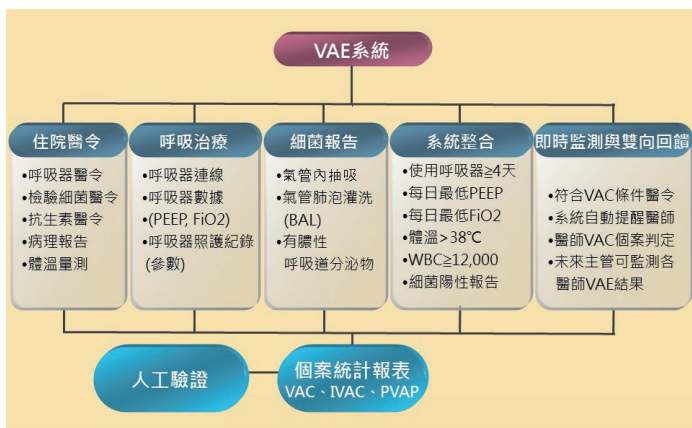 VAE系統
住院醫令
•呼吸器醫令
•檢驗細菌醫令
•抗生素醫令
•病理報告
•體溫量測
呼吸治療
•呼吸器連線
•呼吸器數據
•(PEEP, FiO2)
•呼吸器照護紀錄
(參數)
細菌報告
•氣管內抽吸
•氣管肺泡灌洗
(BAL)
•有膿性
呼吸道分泌物
系統整合
•使用呼吸器≧4天
•每日最低PEEP
•每日最低FiO2
•體溫>38℃
•WBC≧12,000
•細菌陽性報告
即時監測與雙向回饋
•符合VAC條件醫令
•系統自動提醒醫師
•醫師VAC個案判定
•未來主管可監測各
醫師VAE結果
人工驗證
個案統計報表
VAC、IVAC、PVAP